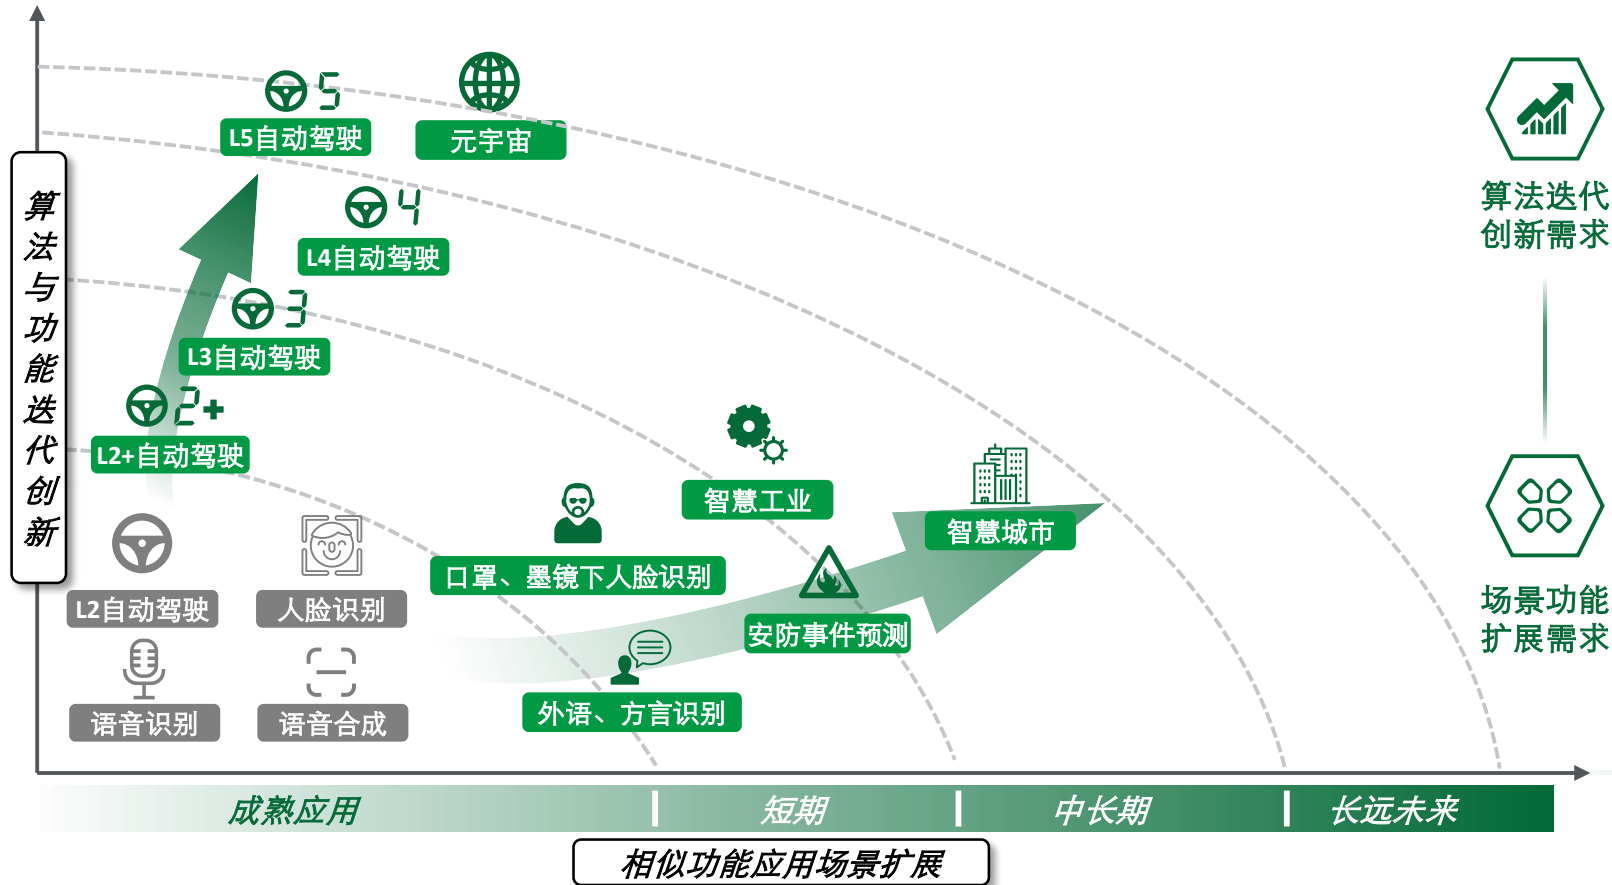 5
L5自动驾驶
元宇宙
4
L4自动驾驶
3
L3自动驾驶
2+
L2+自动驾驶
算法与功能迭代创新
L2自动驾驶
人脸识别
语音识别
语音合成
口罩、墨镜下人脸识别
外语、方言识别
智慧工业
安防事件预测
智慧城市
算法迭代
创新需求
场景功能
扩展需求
成熟应用
短期
中长期
长远未来
相似功能应用场景扩展